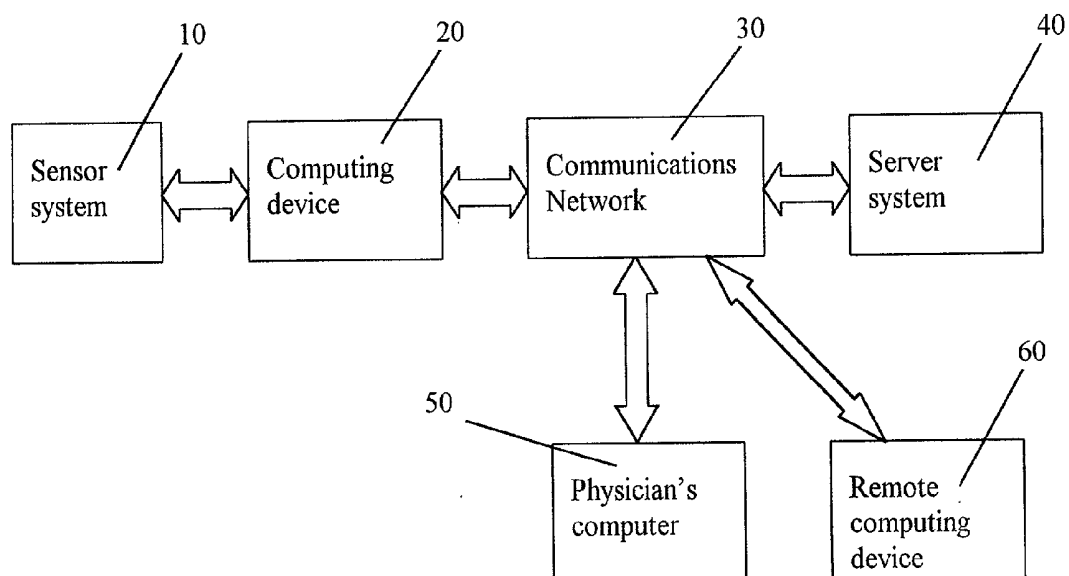 10
20
30
40
Sensor
system
Computing
device
Communications
Network
Server
system
50
60
Physician's
computer
Remote
computing
device